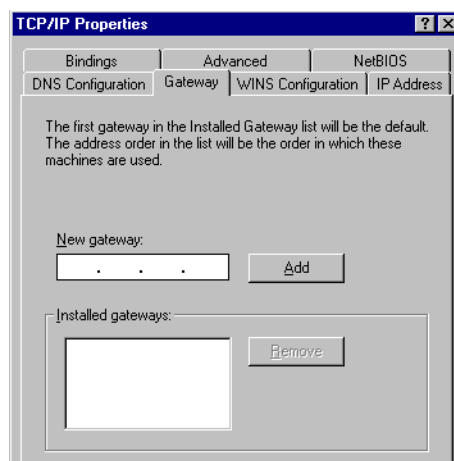 TCP/IP Properties
Bindings Advanced NetBIOS
DNS Configuration Gateway WINS Configuration IP Address
The first gateway in the Installed Gateway list will be the default.
The address order in the list will be the order in which these
machines are used.
New gateway:
. . . Add
Installed gateways:
Remove